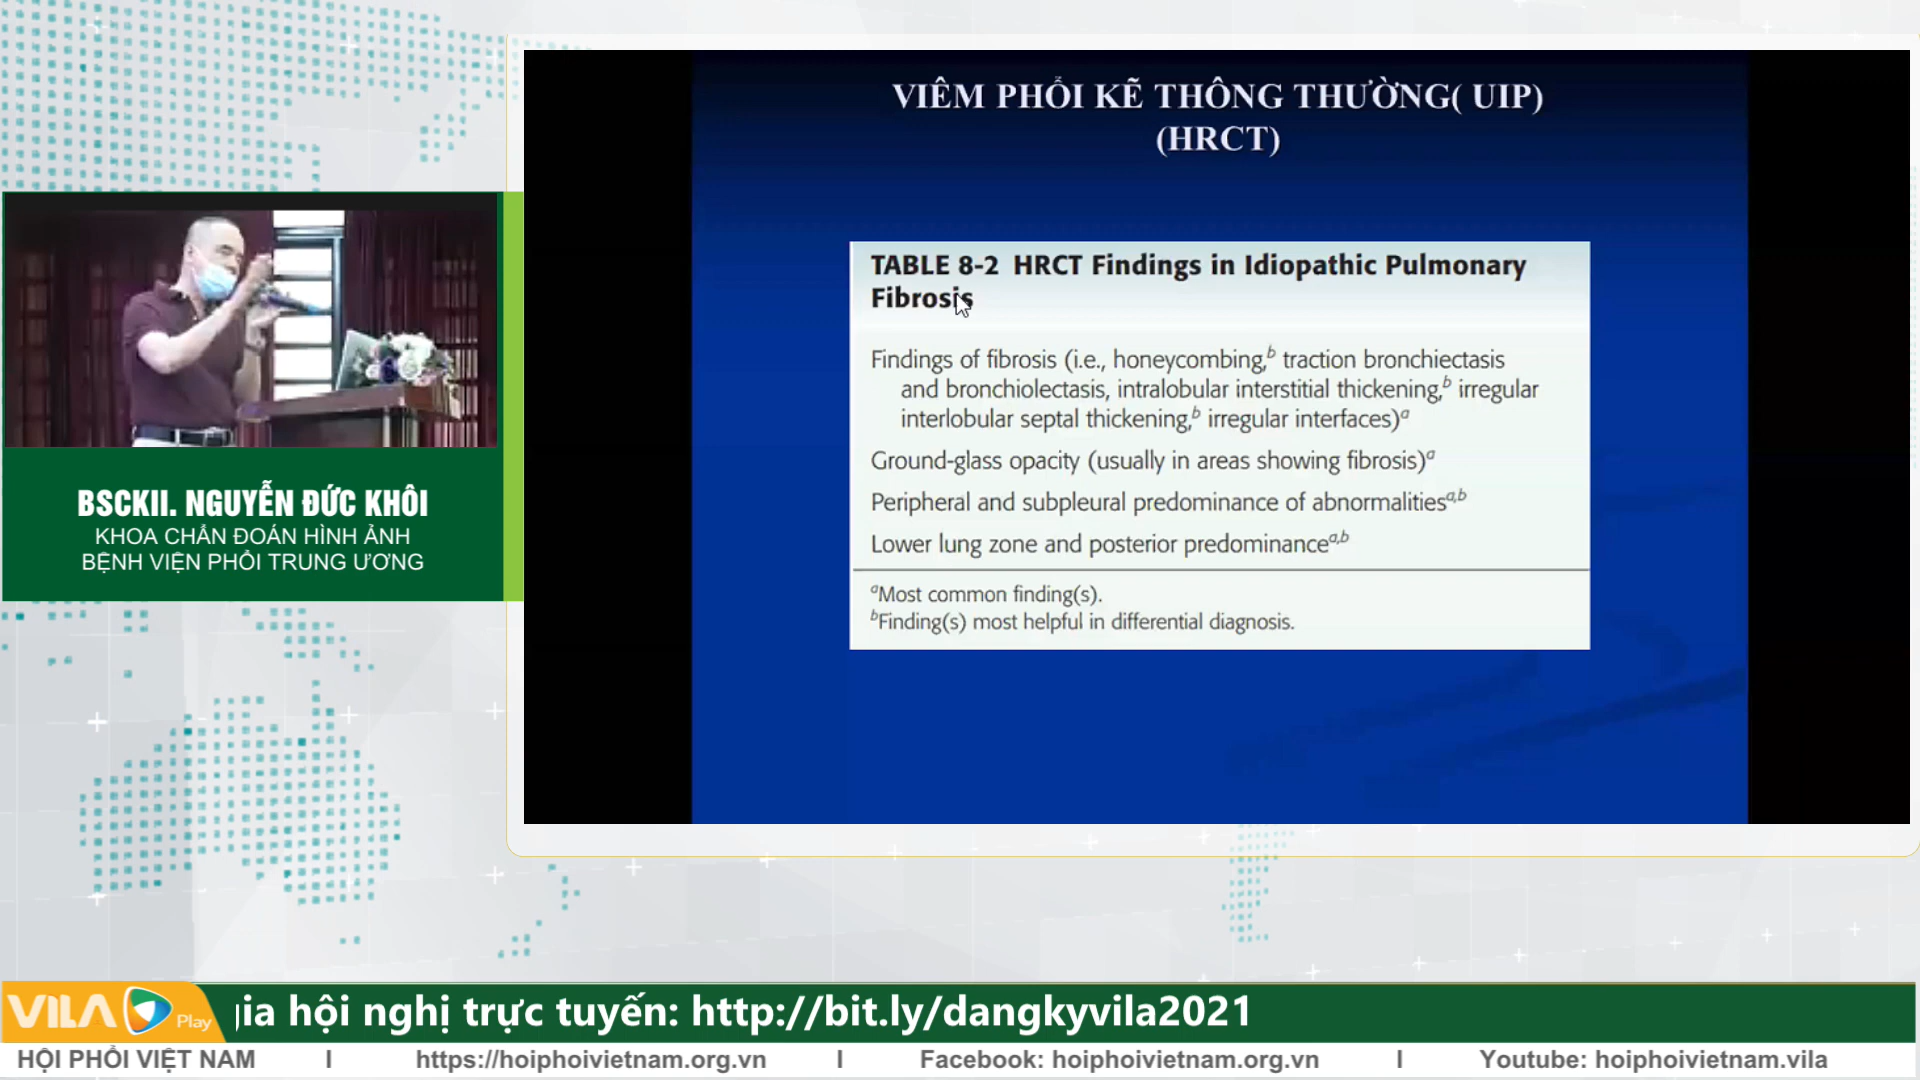 VIÊM PHỔI KẼ THÔNG THƯỜNG( UIP)
(HRCT)
TABLE 8-2 HRCT Findings in Idiopathic Pulmonary
Fibrosis
Findings of fibrosis (i.e., honeycombing,b traction bronchiectasis
and bronchiolectasis, intralobular interstitial thickening,b irregular
interlobular septal thickening,b irregular interfaces)a
Ground-glass opacity (usually in areas showing fibrosis)a
Peripheral and subpleural predominance of abnormalitiesa,b
Lower lung zone and posterior predominancea,b
aMost common finding(s).
bFinding(s) most helpful in differential diagnosis.
BSCKII. NGUYỄN ĐỨC KHÔI
KHOA CHẨN ĐOÁN HÌNH ẢNH
BỆNH VIỆN PHỔI TRUNG ƯƠNG
VILA Play
gia hội nghị trực tuyến: http://bit.ly/dangkyvila2021
HỘI PHỔI VIỆT NAM I https://hoiphoivietnam.org.vn I Facebook: hoiphoivietnam.org.vn I Youtube: hoiphoivietnam.vila